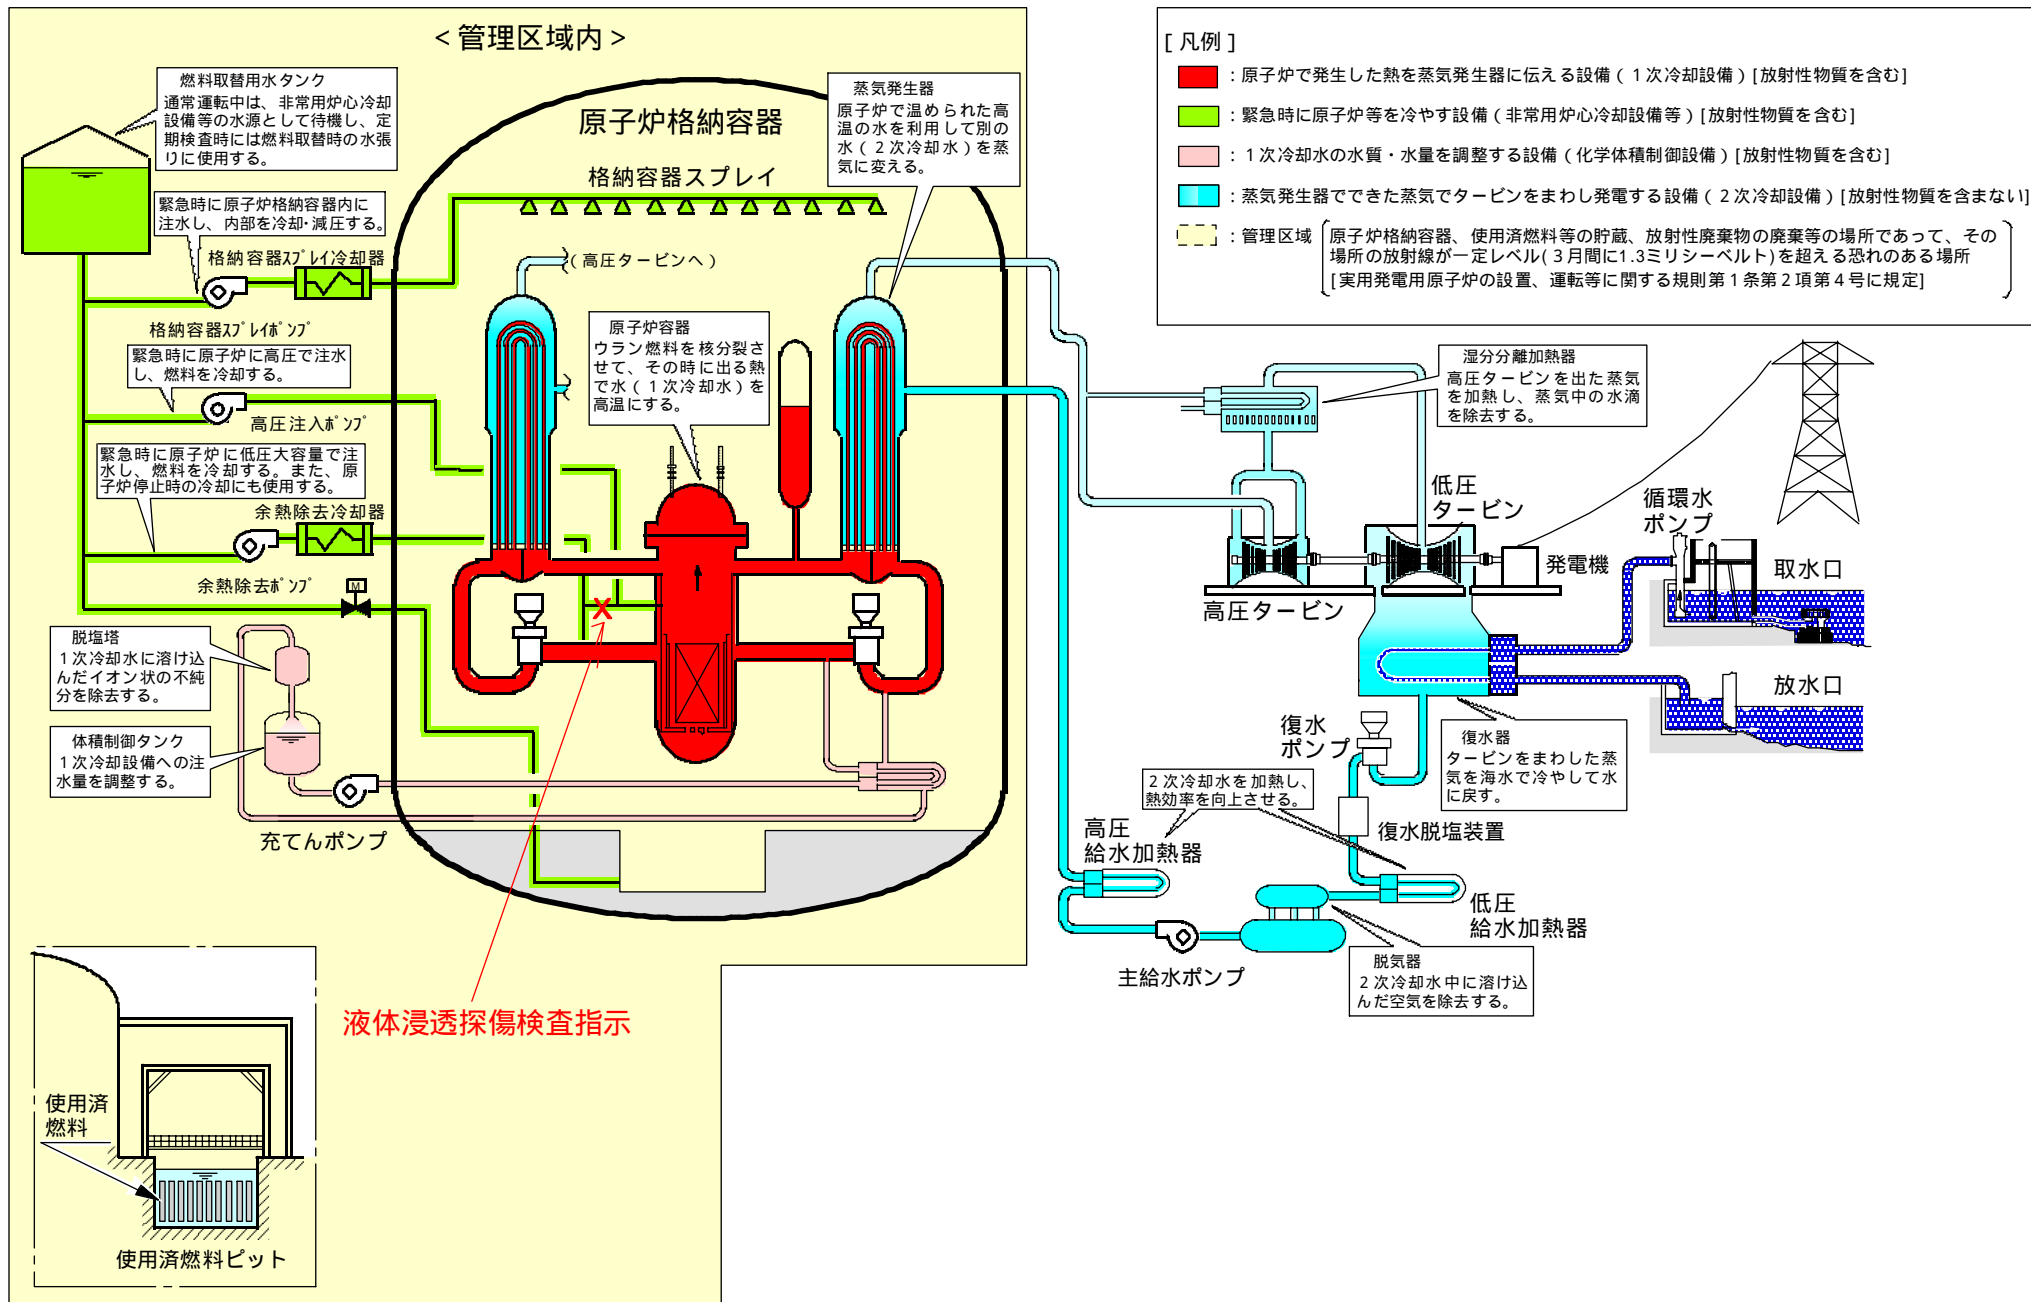 <管理区域内>
燃料取替用水タンク
通常運転中は、非常用炉心冷却
設備等の水源として待機し、定
期検査時には燃料取替時の水張
りに使用する。
緊急時に原子炉格納容器内に
注水し、内部を冷却･減圧する。
格納容器ｽﾌﾟﾚｲ冷却器
格納容器ｽﾌﾟﾚｲﾎﾟﾝﾌﾟ
緊急時に原子炉に高圧で注水
し、燃料を冷却する。
高圧注入ﾎﾟﾝﾌﾟ
緊急時に原子炉に低圧大容量で注
水し、燃料を冷却する。また、原
子炉停止時の冷却にも使用する。
余熱除去冷却器
余熱除去ﾎﾟﾝﾌﾟ
M
脱塩塔
１次冷却水に溶け込
んだイオン状の不純
分を除去する。
体積制御タンク
１次冷却設備への注
水量を調整する。
充てんポンプ
原子炉格納容器
格納容器スプレイ
(高圧タービンへ)
蒸気発生器
原子炉で温められた高
温の水を利用して別の
水(２次冷却水)を蒸
気に変える。
原子炉容器
ウラン燃料を核分裂さ
せて、その時に出る熱
で水(１次冷却水)を
高温にする。
X
液体浸透探傷検査指示
使用済
燃料
使用済燃料ピット
[凡例]
：原子炉で発生した熱を蒸気発生器に伝える設備(１次冷却設備)[放射性物質を含む]
：緊急時に原子炉等を冷やす設備(非常用炉心冷却設備等)[放射性物質を含む]
：１次冷却水の水質・水量を調整する設備(化学体積制御設備)[放射性物質を含む]
：蒸気発生器でできた蒸気でタービンをまわし発電する設備(２次冷却設備)[放射性物質を含まない]
：管理区域
原子炉格納容器、使用済燃料等の貯蔵、放射性廃棄物の廃棄等の場所であって、その
場所の放射線が一定レベル(３月間に1.3ミリシーベルト)を超える恐れのある場所
[実用発電用原子炉の設置、運転等に関する規則第１条第２項第４号に規定]
湿分分離加熱器
高圧タービンを出た蒸気
を加熱し、蒸気中の水滴
を除去する。
低圧
タービン
高圧タービン
発電機
循環水
ポンプ
取水口
放水口
復水
ポンプ
復水器
タービンをまわした蒸
気を海水で冷やして水
に戻す。
２次冷却水を加熱し、
熱効率を向上させる。
復水脱塩装置
高圧
給水加熱器
低圧
給水加熱器
主給水ポンプ
脱気器
２次冷却水中に溶け込
んだ空気を除去する。